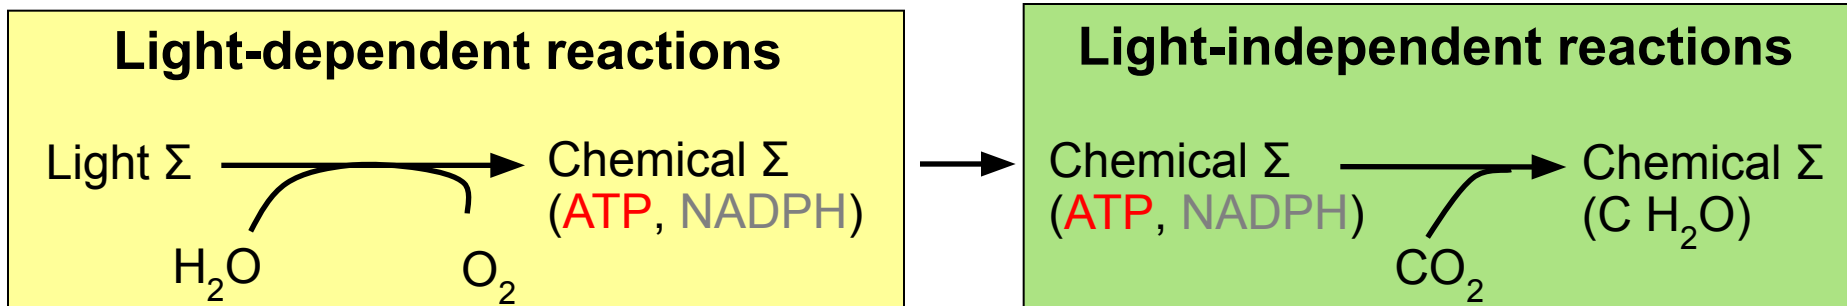 Light-dependent reactions
Light Σ
Chemical Σ
(ATP, NADPH)
H₂O
O₂
Light-independent reactions
Chemical Σ
(ATP, NADPH)
Chemical Σ
(C H₂O)
CO₂